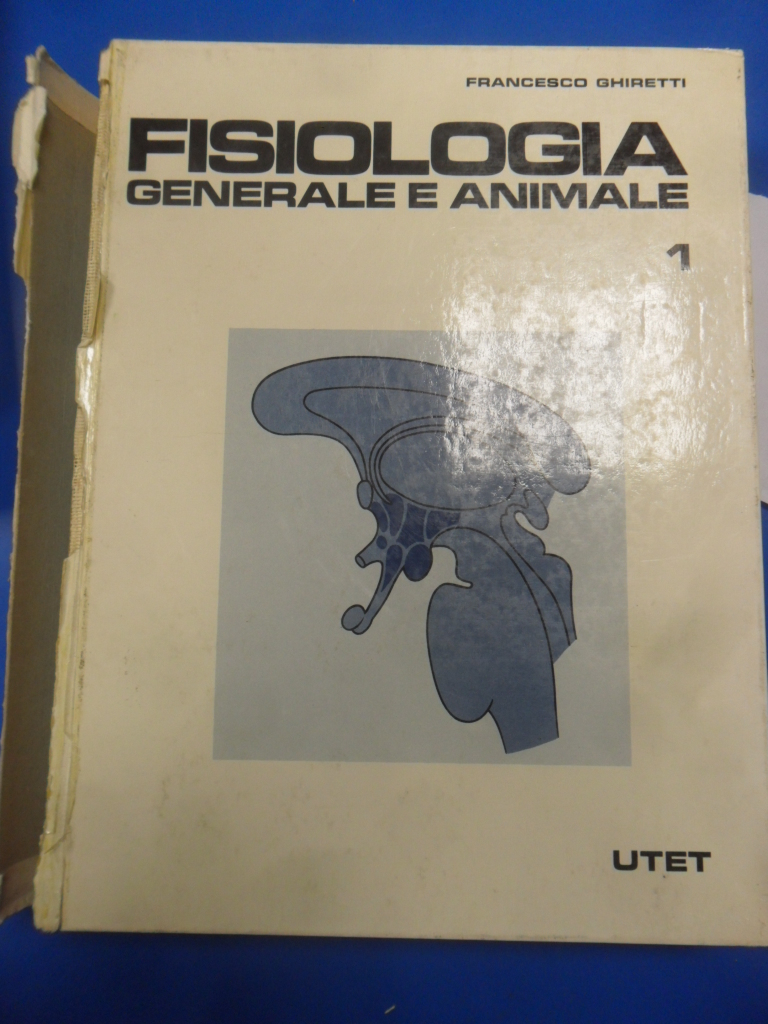 FRANCESCO GHIRETTI
FISIOLOGIA
GENERALE E ANIMALE
1
UTET